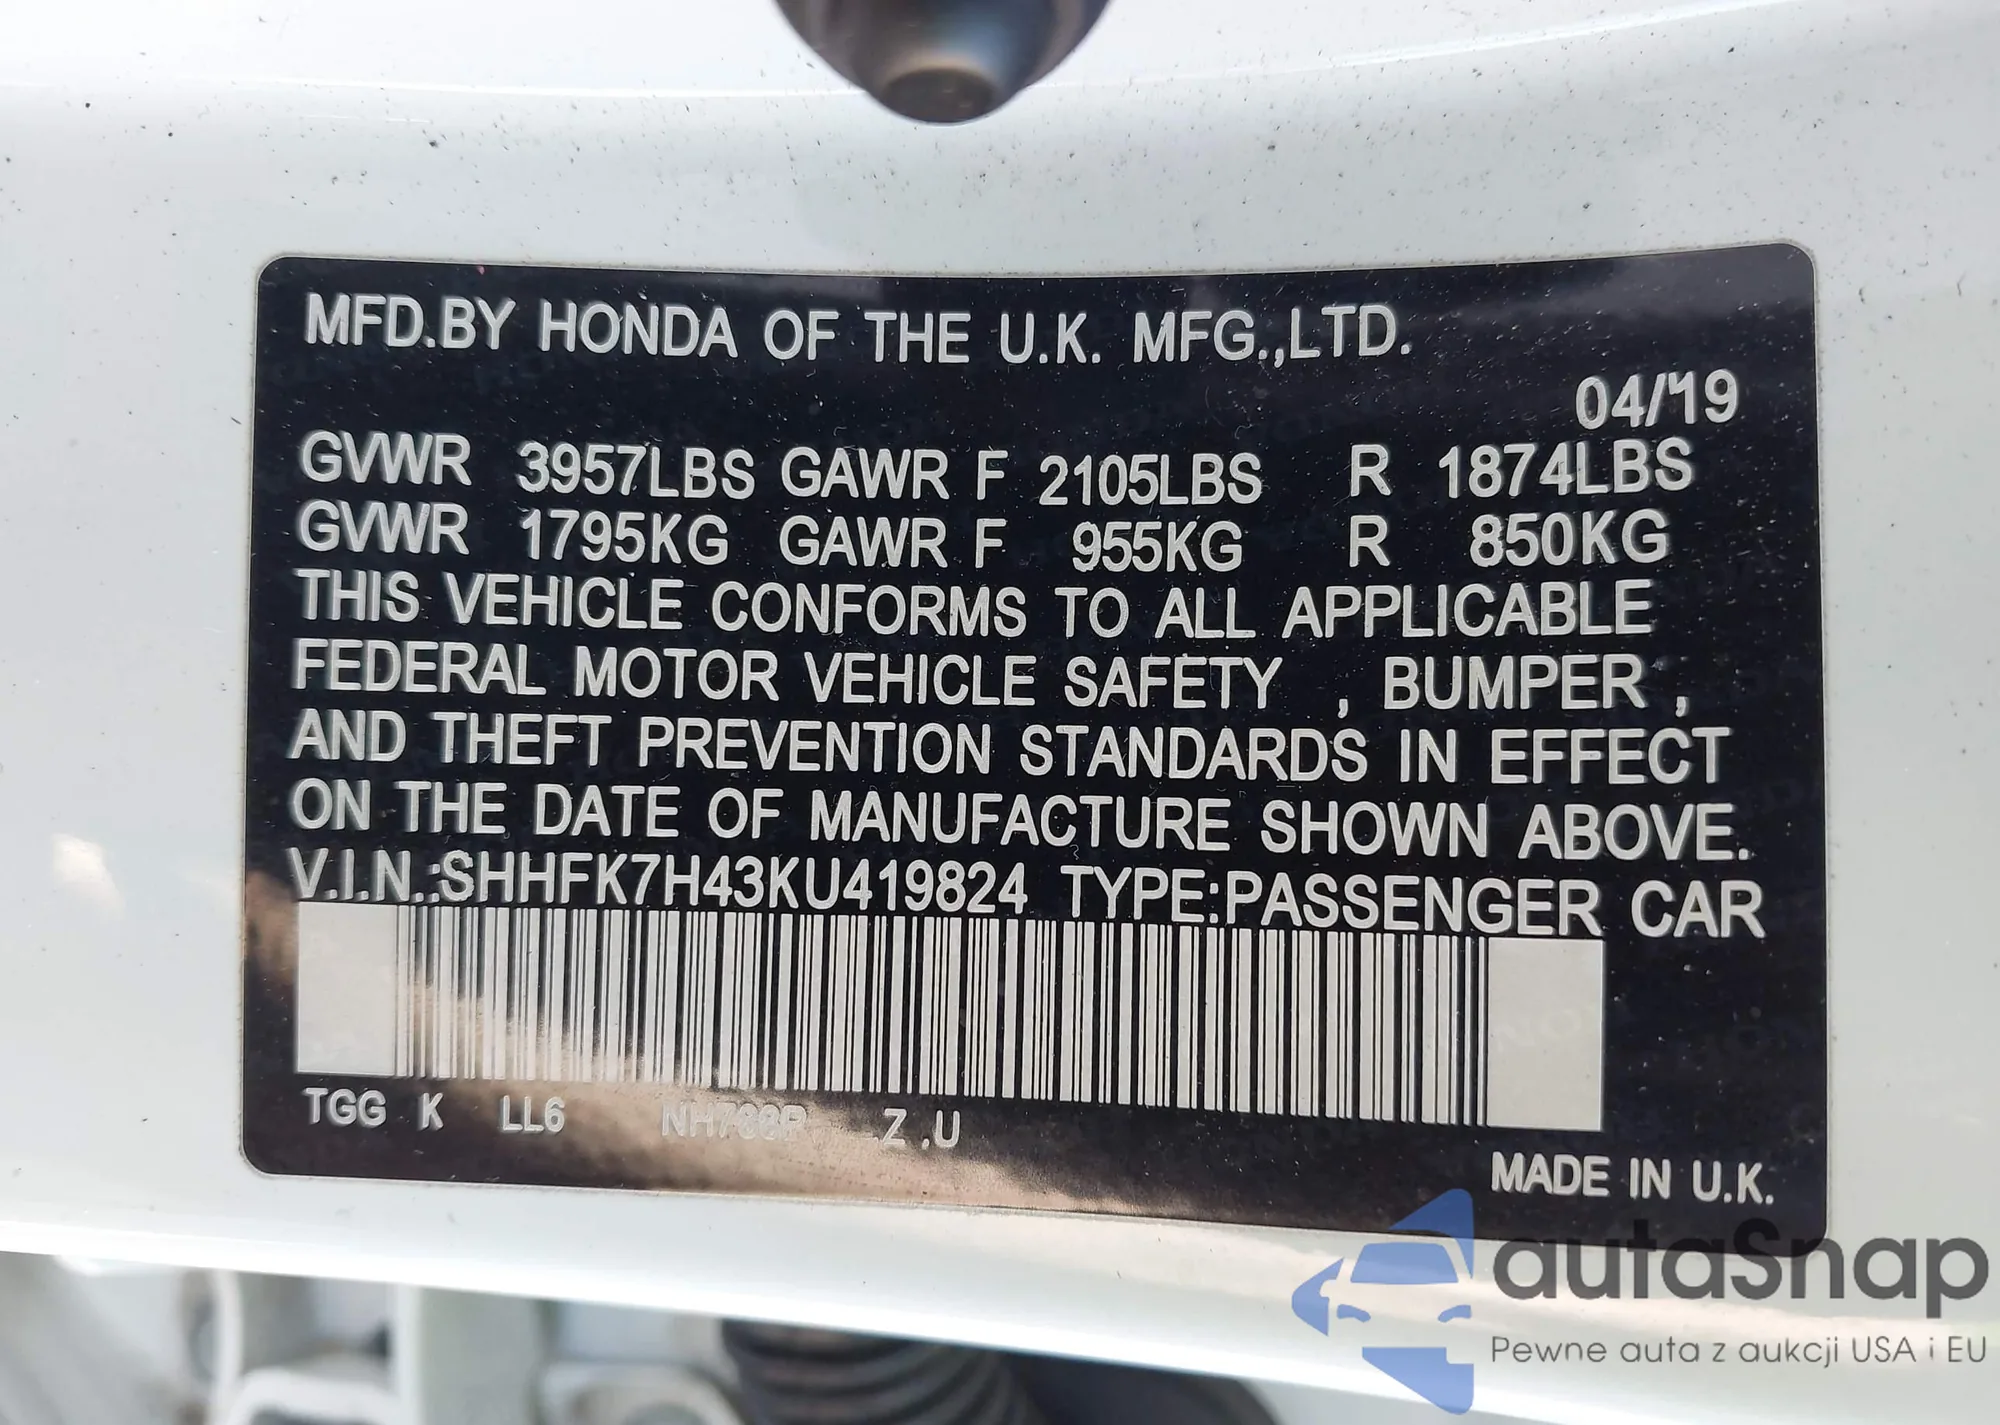 MFD.BY HONDA OF THE U.K. MFG.,LTD.
04/19
GVWR 3957LBS GAWR F 2105LBS R 1874LBS
GVWR 1795KG GAWR F 955KG R 850KG
THIS VEHICLE CONFORMS TO ALL APPLICABLE
FEDERAL MOTOR VEHICLE SAFETY , BUMPER ,
AND THEFT PREVENTION STANDARDS IN EFFECT
ON THE DATE OF MANUFACTURE SHOWN ABOVE.
V.I.N.:SHHFK7H43KU419824 TYPE:PASSENGER CAR
TGG K LL6 Z .U
MADE IN U.K.
autaSnap
Pewne auta z aukcji USA i EU